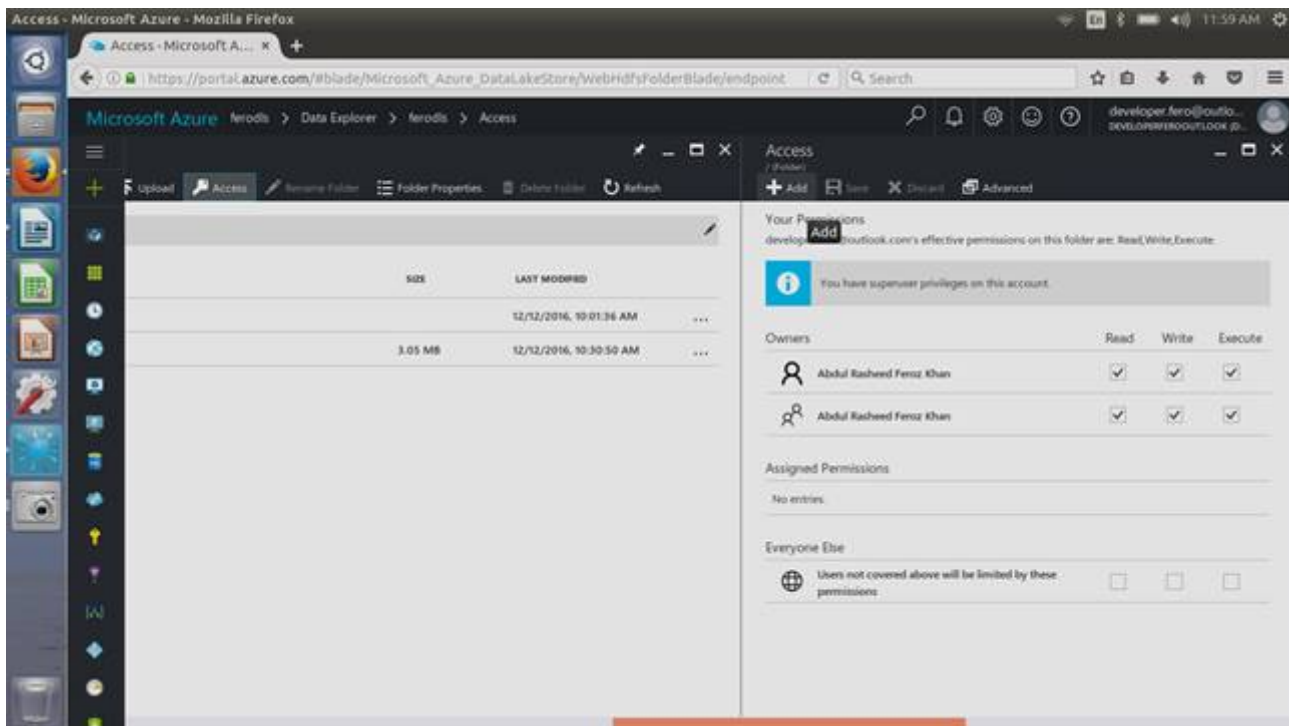 Access - Microsoft Azure - Mozilla Firefox
En
11:59 AM
Access - Microsoft A...
https://portal.azure.com/#blade/Microsoft_Azure_DataLakeStore/WebHdfsFolderBlade/endpoint
Search
Microsoft Azure ferodls > Data Explorer > ferodls > Access
developer.fero@outlo...
DEVELOPERFEROOUTLOOK (D...
Access
/ (Folder)
Upload Access Rename Folder Folder Properties Delete Folder Refresh
Add Save Discard Advanced
Your Permissions
Add
outlook.com's effective permissions on this folder are: Read,Write,Execute
You have superuser privileges on this account.
SIZE LAST MODIFIED
12/12/2016, 10:01:36 AM ...
3.05 MB 12/12/2016, 10:30:50 AM ...
Owners Read Write Execute
Abdul Rasheed Feroz Khan
Abdul Rasheed Feroz Khan
Assigned Permissions
No entries.
Everyone Else
Users not covered above will be limited by these
permissions